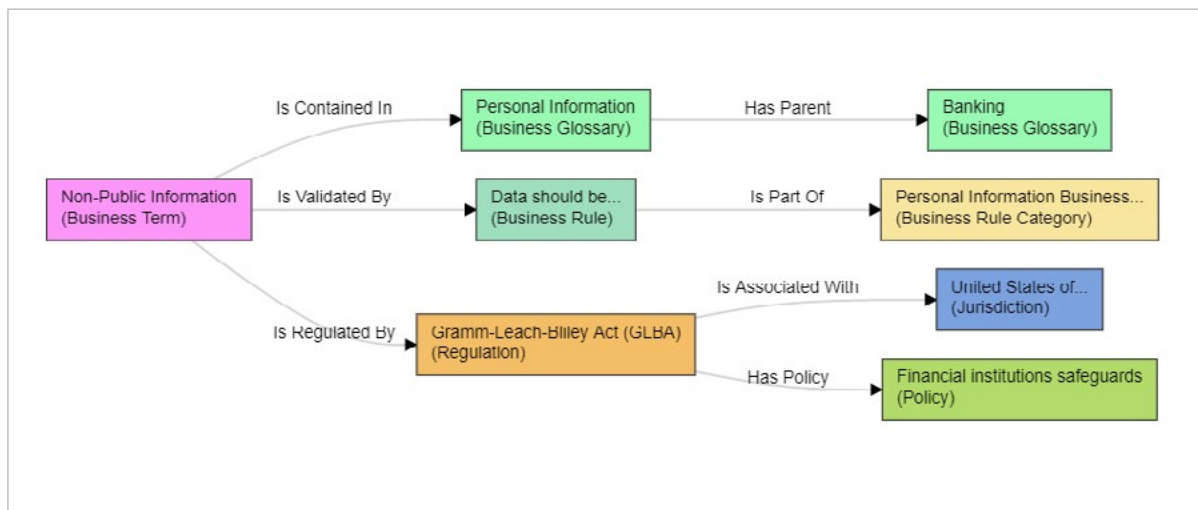 Is Contained In
Personal Information
(Business Glossary)
Has Parent
Banking
(Business Glossary)
Non-Public Information
(Business Term)
Is Validated By
Data should be...
(Business Rule)
Is Part Of
Personal Information Business...
(Business Rule Category)
Is Regulated By
Gramm-Leach-Bliley Act (GLBA)
(Regulation)
Is Associated With
United States of...
(Jurisdiction)
Has Policy
Financial institutions safeguards
(Policy)